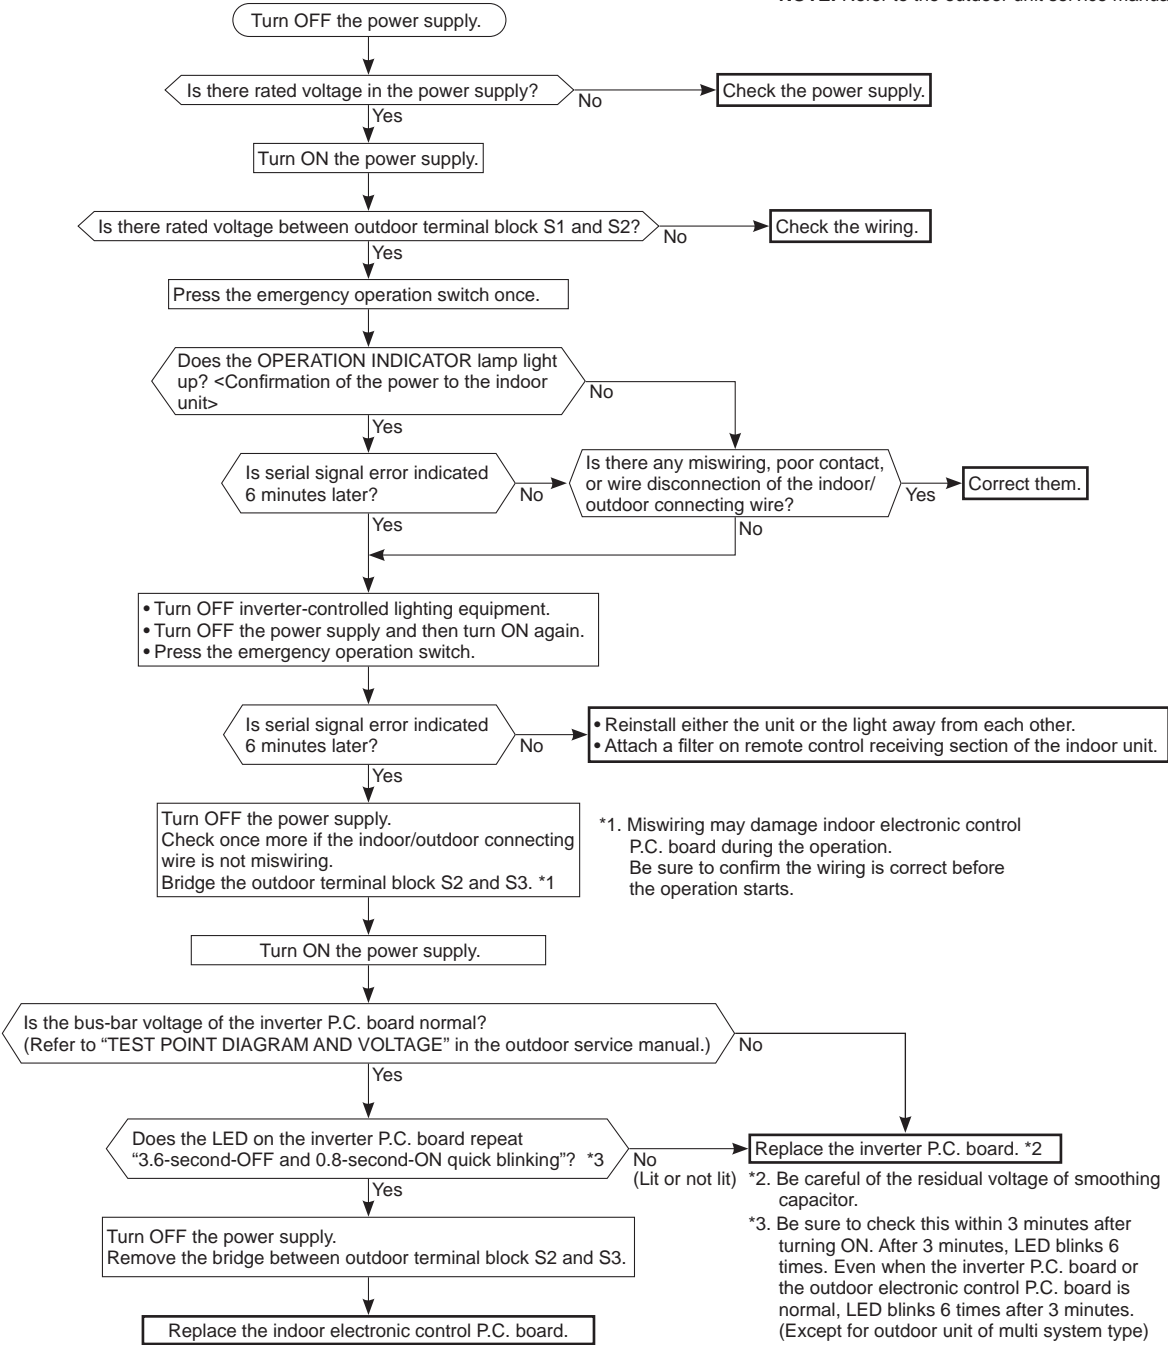 Turn OFF the power supply.
Is there rated voltage in the power supply?
No
Check the power supply.
Yes
Turn ON the power supply.
Is there rated voltage between outdoor terminal block S1 and S2?
No
Check the wiring.
Yes
Press the emergency operation switch once.
Does the OPERATION INDICATOR lamp light
up? <Confirmation of the power to the indoor
unit>
No
Yes
Is serial signal error indicated
6 minutes later?
No
Is there any miswiring, poor contact,
or wire disconnection of the indoor/
outdoor connecting wire?
Yes
Correct them.
Yes
No
• Turn OFF inverter-controlled lighting equipment.
• Turn OFF the power supply and then turn ON again.
• Press the emergency operation switch.
Is serial signal error indicated
6 minutes later?
No
• Reinstall either the unit or the light away from each other.
• Attach a filter on remote control receiving section of the indoor unit.
Yes
Turn OFF the power supply.
Check once more if the indoor/outdoor connecting
wire is not miswiring.
Bridge the outdoor terminal block S2 and S3. *1
*1. Miswiring may damage indoor electronic control
P.C. board during the operation.
Be sure to confirm the wiring is correct before
the operation starts.
Turn ON the power supply.
Is the bus-bar voltage of the inverter P.C. board normal?
(Refer to “TEST POINT DIAGRAM AND VOLTAGE” in the outdoor service manual.)
No
Yes
Does the LED on the inverter P.C. board repeat
“3.6-second-OFF and 0.8-second-ON quick blinking”? *3
No
(Lit or not lit)
Replace the inverter P.C. board. *2
*2. Be careful of the residual voltage of smoothing
capacitor.
*3. Be sure to check this within 3 minutes after
turning ON. After 3 minutes, LED blinks 6
times. Even when the inverter P.C. board or
the outdoor electronic control P.C. board is
normal, LED blinks 6 times after 3 minutes.
(Except for outdoor unit of multi system type)
Yes
Turn OFF the power supply.
Remove the bridge between outdoor terminal block S2 and S3.
Replace the indoor electronic control P.C. board.